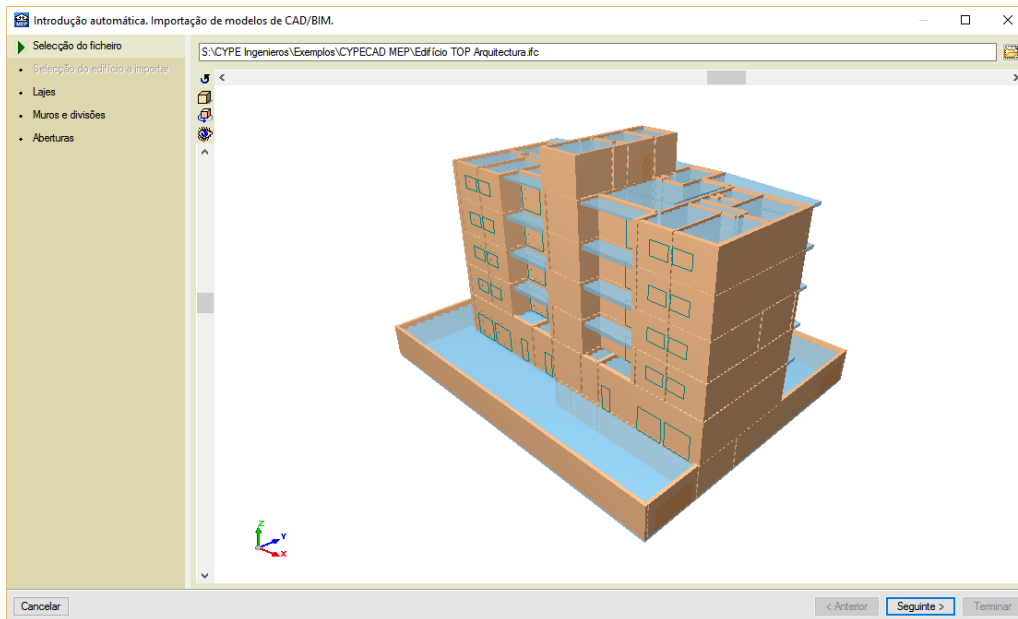 MEP Introdução automática. Importação de modelos de CAD/BIM.
Selecção do ficheiro
Selecção do edifício a importar
Lajes
Muros e divisões
Aberturas
S:\CYPE Ingenieros\Exemplos\CYPECAD MEP\Edifício TOP Arquitectura.ifc
Z
Y
X
Cancelar
< Anterior
Seguinte >
Terminar